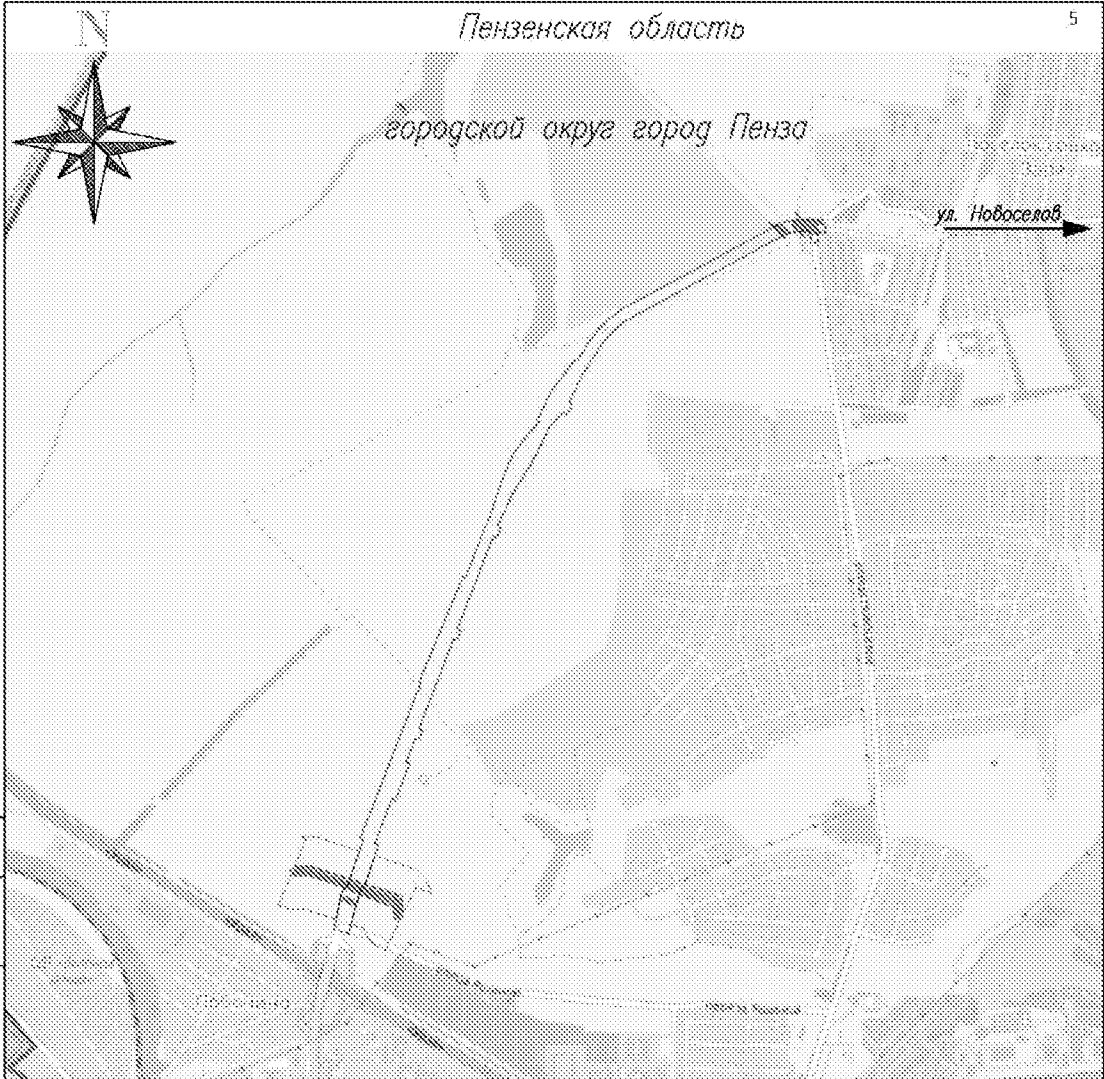 5
N
Пензенская область
городской округ город Пенза
ул. Новоселов